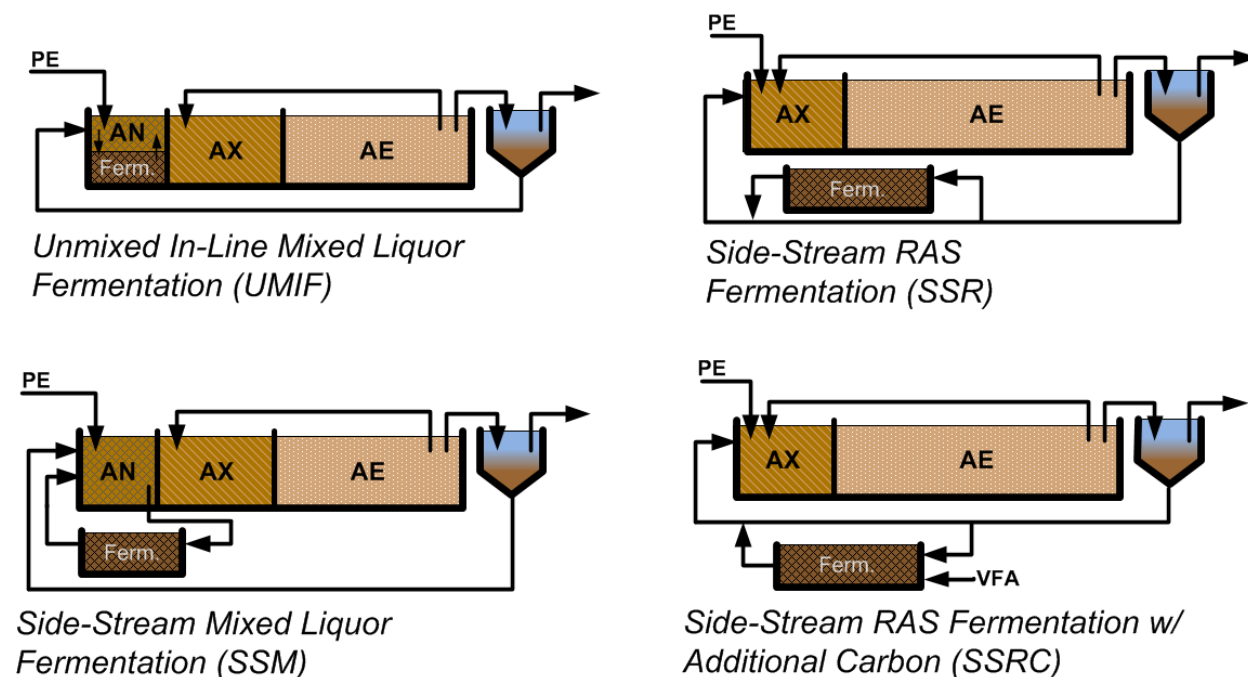 PE
AN
Ferm.
AX
AE
Unmixed In-Line Mixed Liquor
Fermentation (UMIF)
PE
AX
AE
Ferm.
Side-Stream RAS
Fermentation (SSR)
PE
AN
AX
AE
Ferm.
Side-Stream Mixed Liquor
Fermentation (SSM)
PE
AX
AE
Ferm.
VFA
Side-Stream RAS Fermentation w/
Additional Carbon (SSRC)